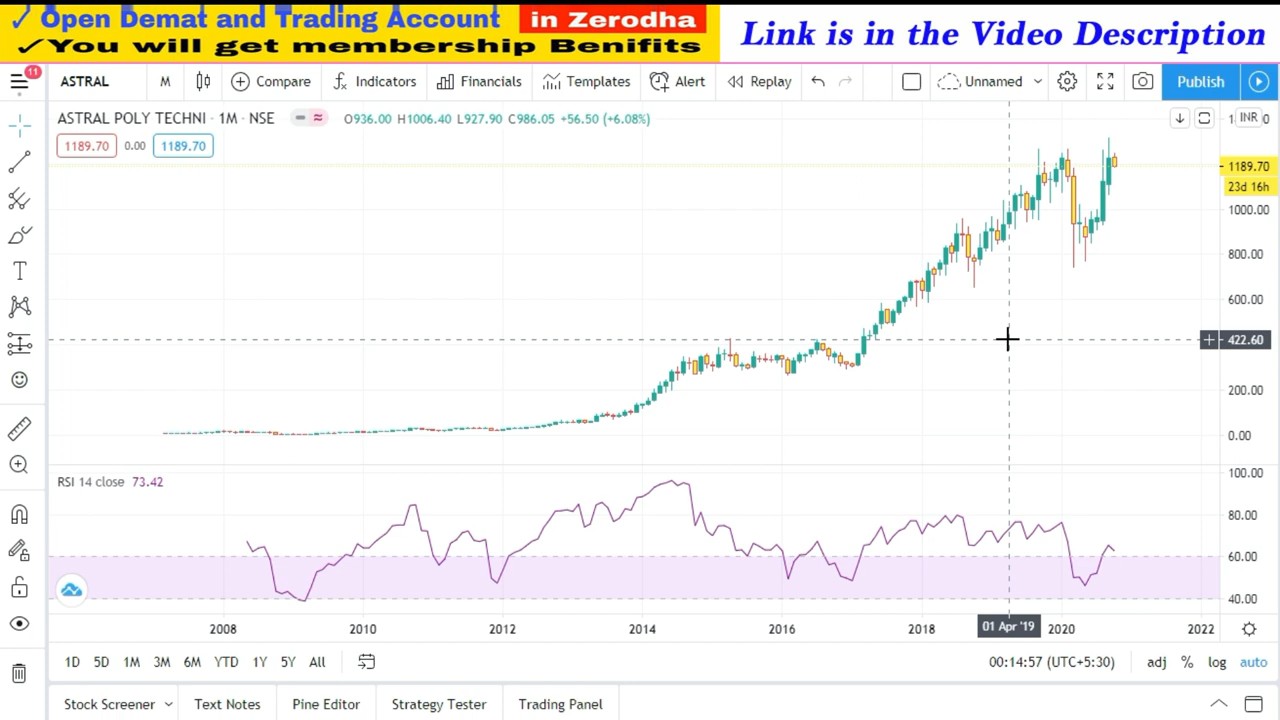 ✓ Open Demat and Trading Account in Zerodha
✓You will get membership Benifits
Link is in the Video Description
11
ASTRAL M Compare Indicators Financials Templates Alert Replay Unnamed Publish
ASTRAL POLY TECHNI · 1M · NSE O936.00 H1006.40 L927.90 C986.05 +56.50 (+6.08%)
INR
1189.70 0.00 1189.70
1189.70
23d 16h
1000.00
800.00
600.00
422.60
200.00
0.00
RSI 14 close 73.42
100.00
80.00
60.00
40.00
2008 2010 2012 2014 2016 2018 01 Apr '19 2020 2022
1D 5D 1M 3M 6M YTD 1Y 5Y All 00:14:57 (UTC+5:30) adj % log auto
Stock Screener Text Notes Pine Editor Strategy Tester Trading Panel